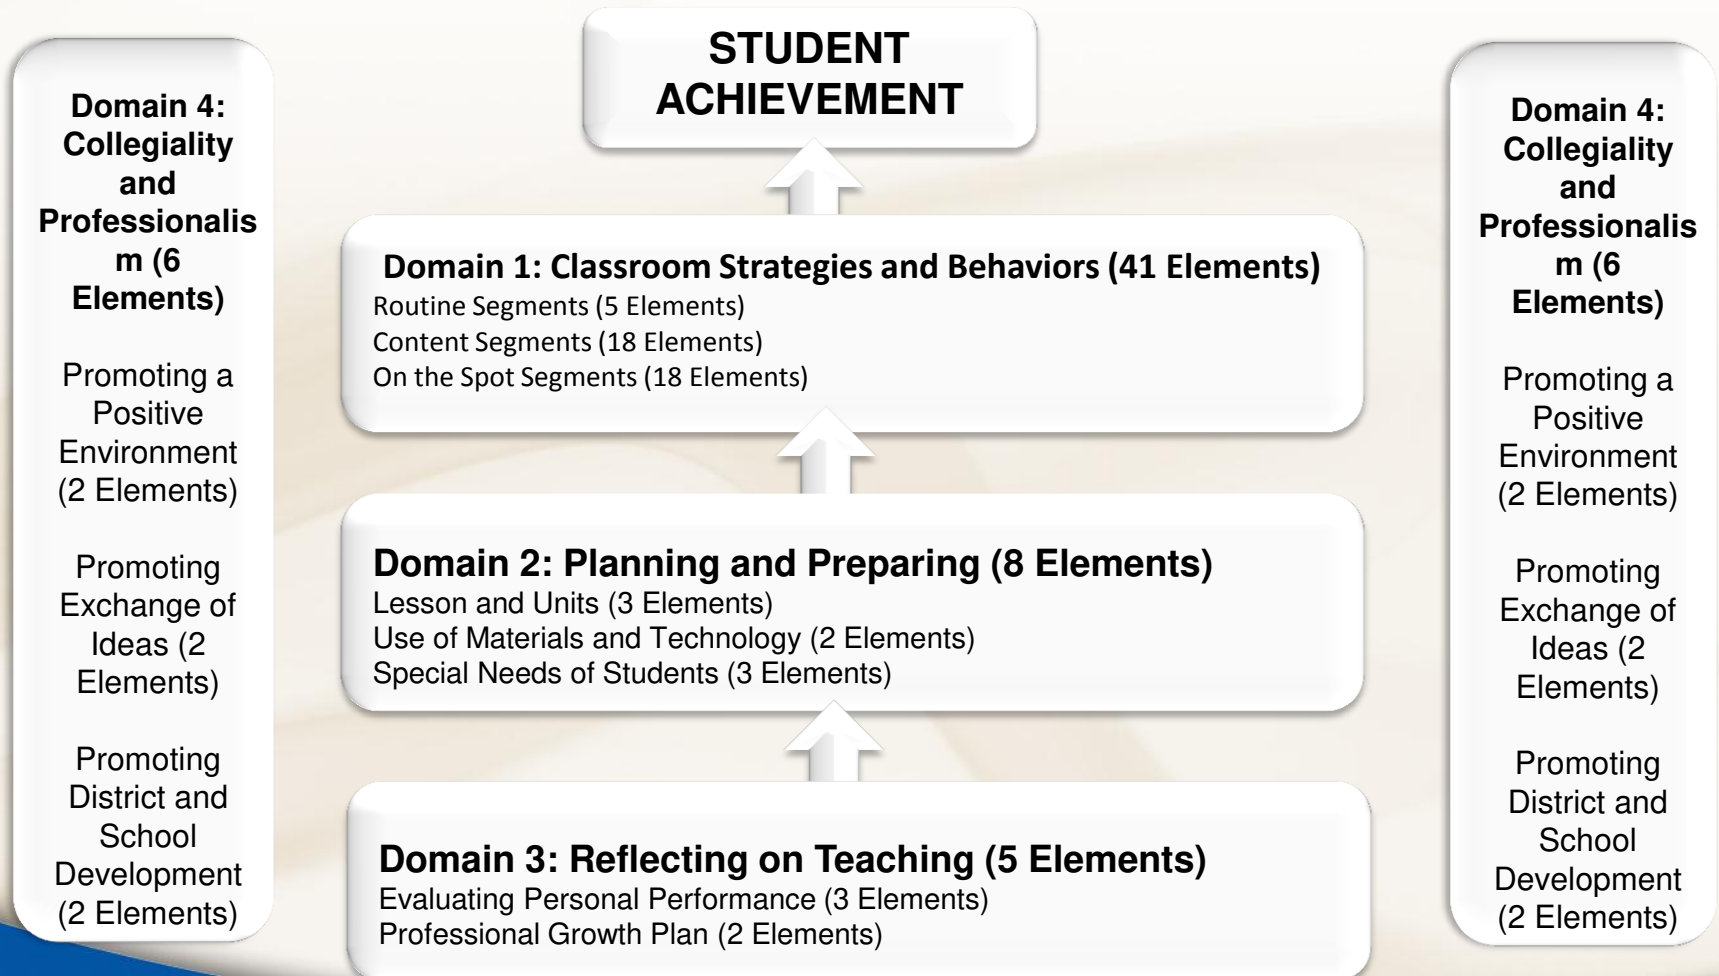 Domain 4:
Collegiality
and
Professionalis
m (6
Elements)
Promoting a
Positive
Environment
(2 Elements)
Promoting
Exchange of
Ideas (2
Elements)
Promoting
District and
School
Development
(2 Elements)
STUDENT
ACHIEVEMENT
Domain 1: Classroom Strategies and Behaviors (41 Elements)
Routine Segments (5 Elements)
Content Segments (18 Elements)
On the Spot Segments (18 Elements)
Domain 2: Planning and Preparing (8 Elements)
Lesson and Units (3 Elements)
Use of Materials and Technology (2 Elements)
Special Needs of Students (3 Elements)
Domain 3: Reflecting on Teaching (5 Elements)
Evaluating Personal Performance (3 Elements)
Professional Growth Plan (2 Elements)
Domain 4:
Collegiality
and
Professionalis
m (6
Elements)
Promoting a
Positive
Environment
(2 Elements)
Promoting
Exchange of
Ideas (2
Elements)
Promoting
District and
School
Development
(2 Elements)